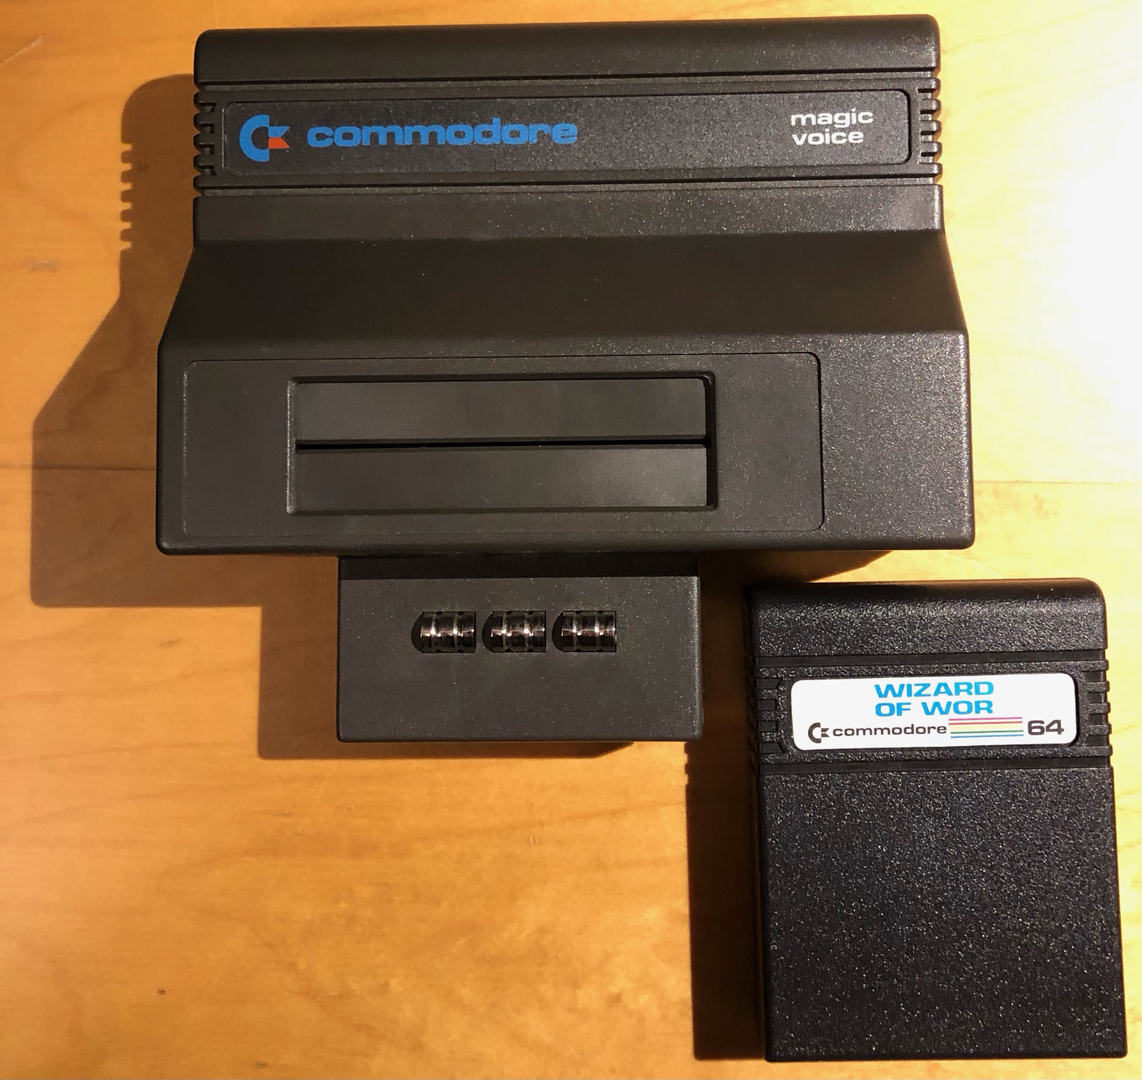 commodore
magic
voice
WIZARD
OF WOR
commodore 64